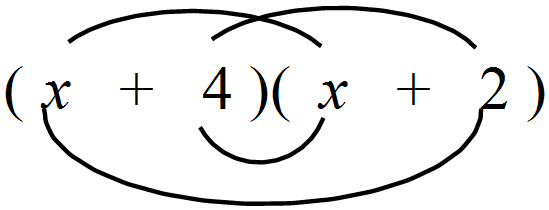 ( x + 4 )( x + 2 )